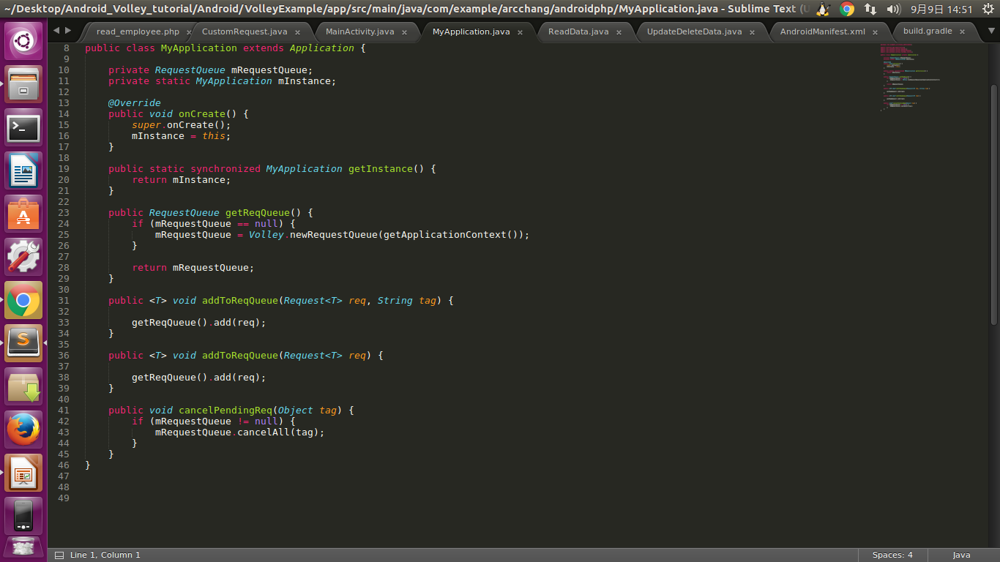 ~/Desktop/Android_Volley_tutorial/Android/VolleyExample/app/src/main/java/com/example/archang/androidphp/MyApplication.java - Sublime Text (U
9月9日 14:51
read_employee.php × CustomRequest.java × MainActivity.java × MyApplication.java × ReadData.java × UpdateDeleteData.java × AndroidManifest.xml × build.gradle ×
8 public class MyApplication extends Application {
9
10 private RequestQueue mRequestQueue;
11 private static MyApplication mInstance;
12
13 @Override
14 public void onCreate() {
15 super.onCreate();
16 mInstance = this;
17 }
18
19 public static synchronized MyApplication getInstance() {
20 return mInstance;
21 }
22
23 public RequestQueue getReqQueue() {
24 if (mRequestQueue == null) {
25 mRequestQueue = Volley.newRequestQueue(getApplicationContext());
26 }
27
28 return mRequestQueue;
29 }
30
31 public <T> void addToReqQueue(Request<T> req, String tag) {
32
33 getReqQueue().add(req);
34 }
35
36 public <T> void addToReqQueue(Request<T> req) {
37
38 getReqQueue().add(req);
39 }
40
41 public void cancelPendingReq(Object tag) {
42 if (mRequestQueue != null) {
43 mRequestQueue.cancelAll(tag);
44 }
45 }
46 }
47
48
49
Line 1, Column 1
Spaces: 4
Java